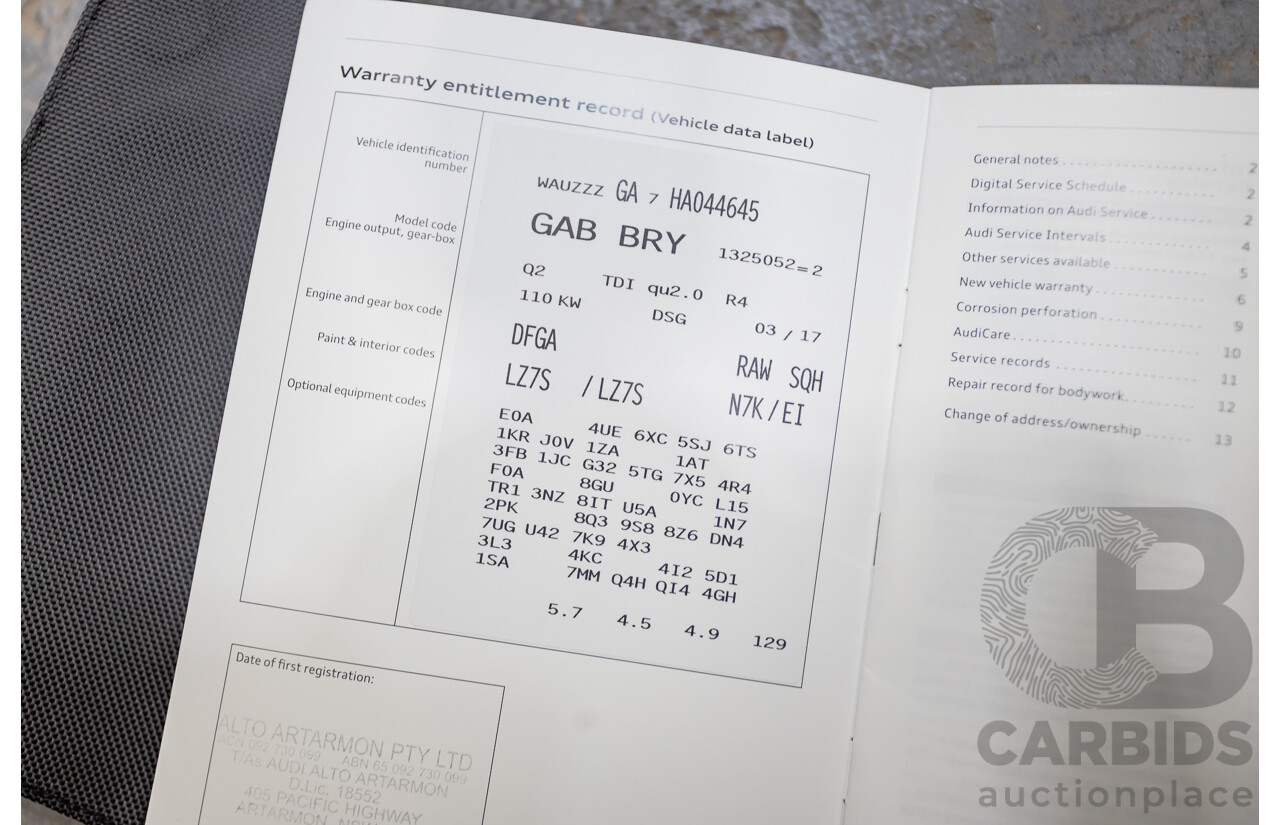 Warranty entitlement record (Vehicle data label)
Vehicle identification
number
WAUZZZ GA 7 HA044645
Model code
Engine output, gear-box
GAB BRY 1325052=2
Q2 TDI qu2.0 R4
110 KW DSG 03 / 17
Engine and gear box code
DFGA RAW SQH
Paint & interior codes
LZ7S / LZ7S N7K / EI
Optional equipment codes
E0A 4UE 6XC 5SJ 6TS
1KR J0V 1ZA 1AT
3FB 1JC G32 5TG 7X5 4R4
F0A 8GU 0YC L15
TR1 3NZ 8IT U5A 1N7
2PK 8Q3 9S8 8Z6 DN4
7UG U42 7K9 4X3
3L3 4KC 4I2 5D1
1SA 7MM Q4H QI4 4GH
5.7 4.5 4.9 129
Date of first registration:
ALTO ARTARMON PTY LTD
ACN 092 730 099 ABN 65 092 730 099
T/As AUDI ALTO ARTARMON
D.Lic. 18552
405 PACIFIC HIGHWAY
ARTARMON,
General notes 2
Digital Service Schedule 2
Information on Audi Service 2
Audi Service Intervals 4
Other services available 5
New vehicle warranty 6
Corrosion perforation 9
AudiCare 10
Service records 11
Repair record for bodywork 12
Change of address/ownership 13
CB
CARBIDS
auctionplace